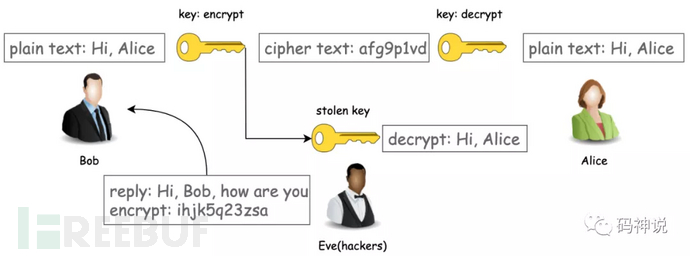 key: encrypt
key: decrypt
plain text: Hi, Alice
cipher text: afg9p1vd
plain text: Hi, Alice
stolen key
decrypt: Hi, Alice
Bob
Alice
reply: Hi, Bob, how are you
encrypt: ihjk5q23zsa
Eve(hackers)
FREEBUF
码神说